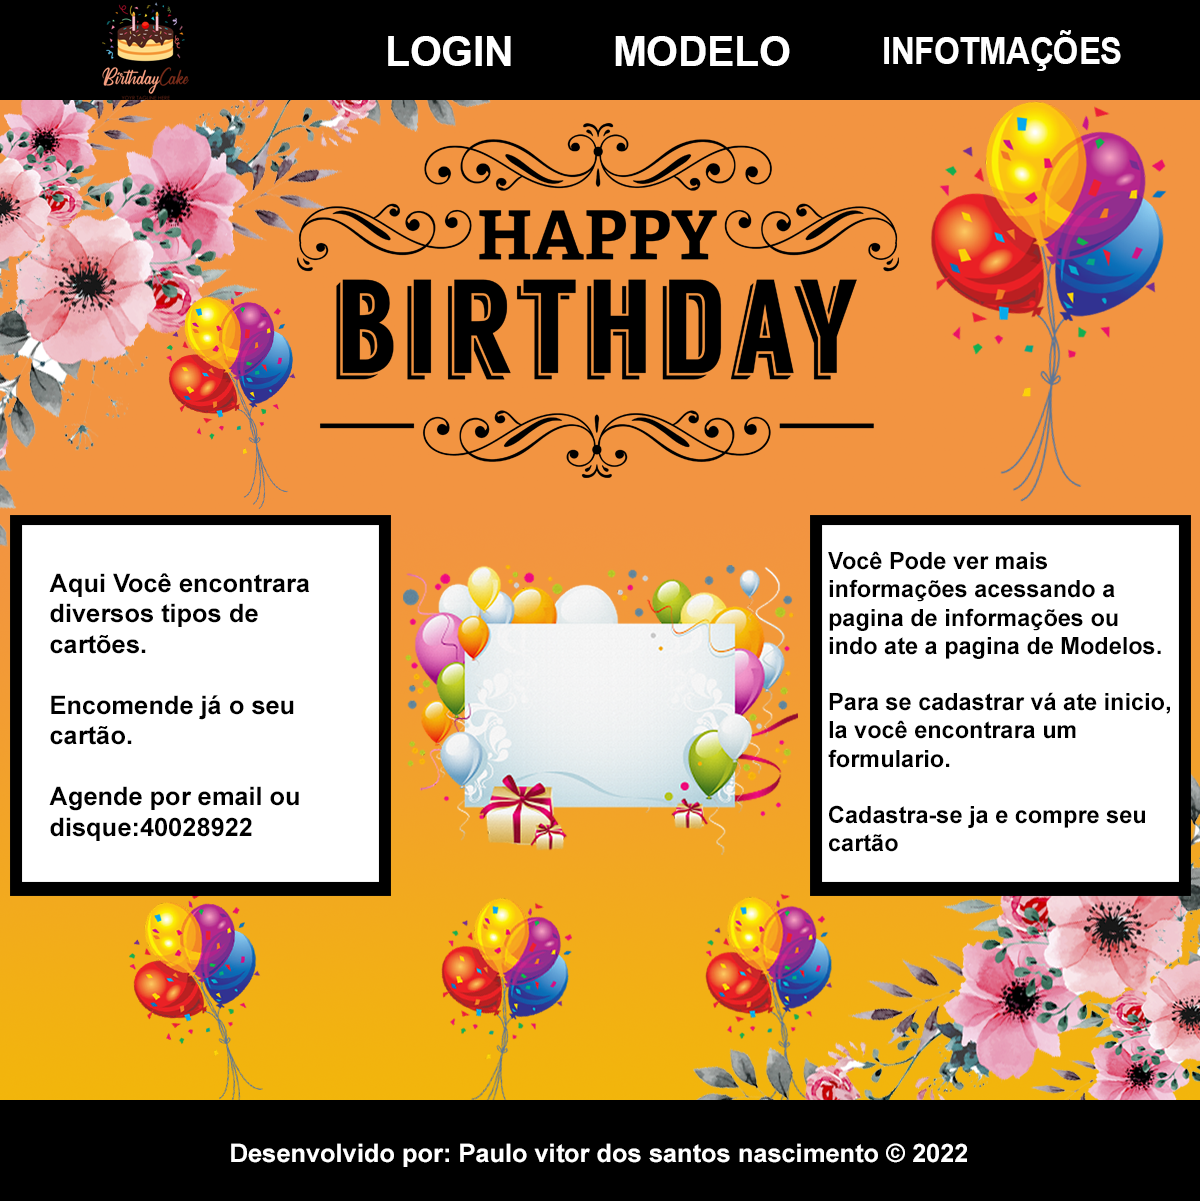 BirthdayCake
LOGIN
MODELO
INFOTMAÇÕES
HAPPY
BIRTHDAY
Aqui Você encontrara
diversos tipos de
cartões.
Encomende já o seu
cartão.
Agende por email ou
disque:40028922
Você Pode ver mais
informações acessando a
pagina de informações ou
indo ate a pagina de Modelos.
Para se cadastrar vá ate inicio,
la você encontrara um
formulario.
Cadastra-se ja e compre seu
cartão
Desenvolvido por: Paulo vitor dos santos nascimento © 2022